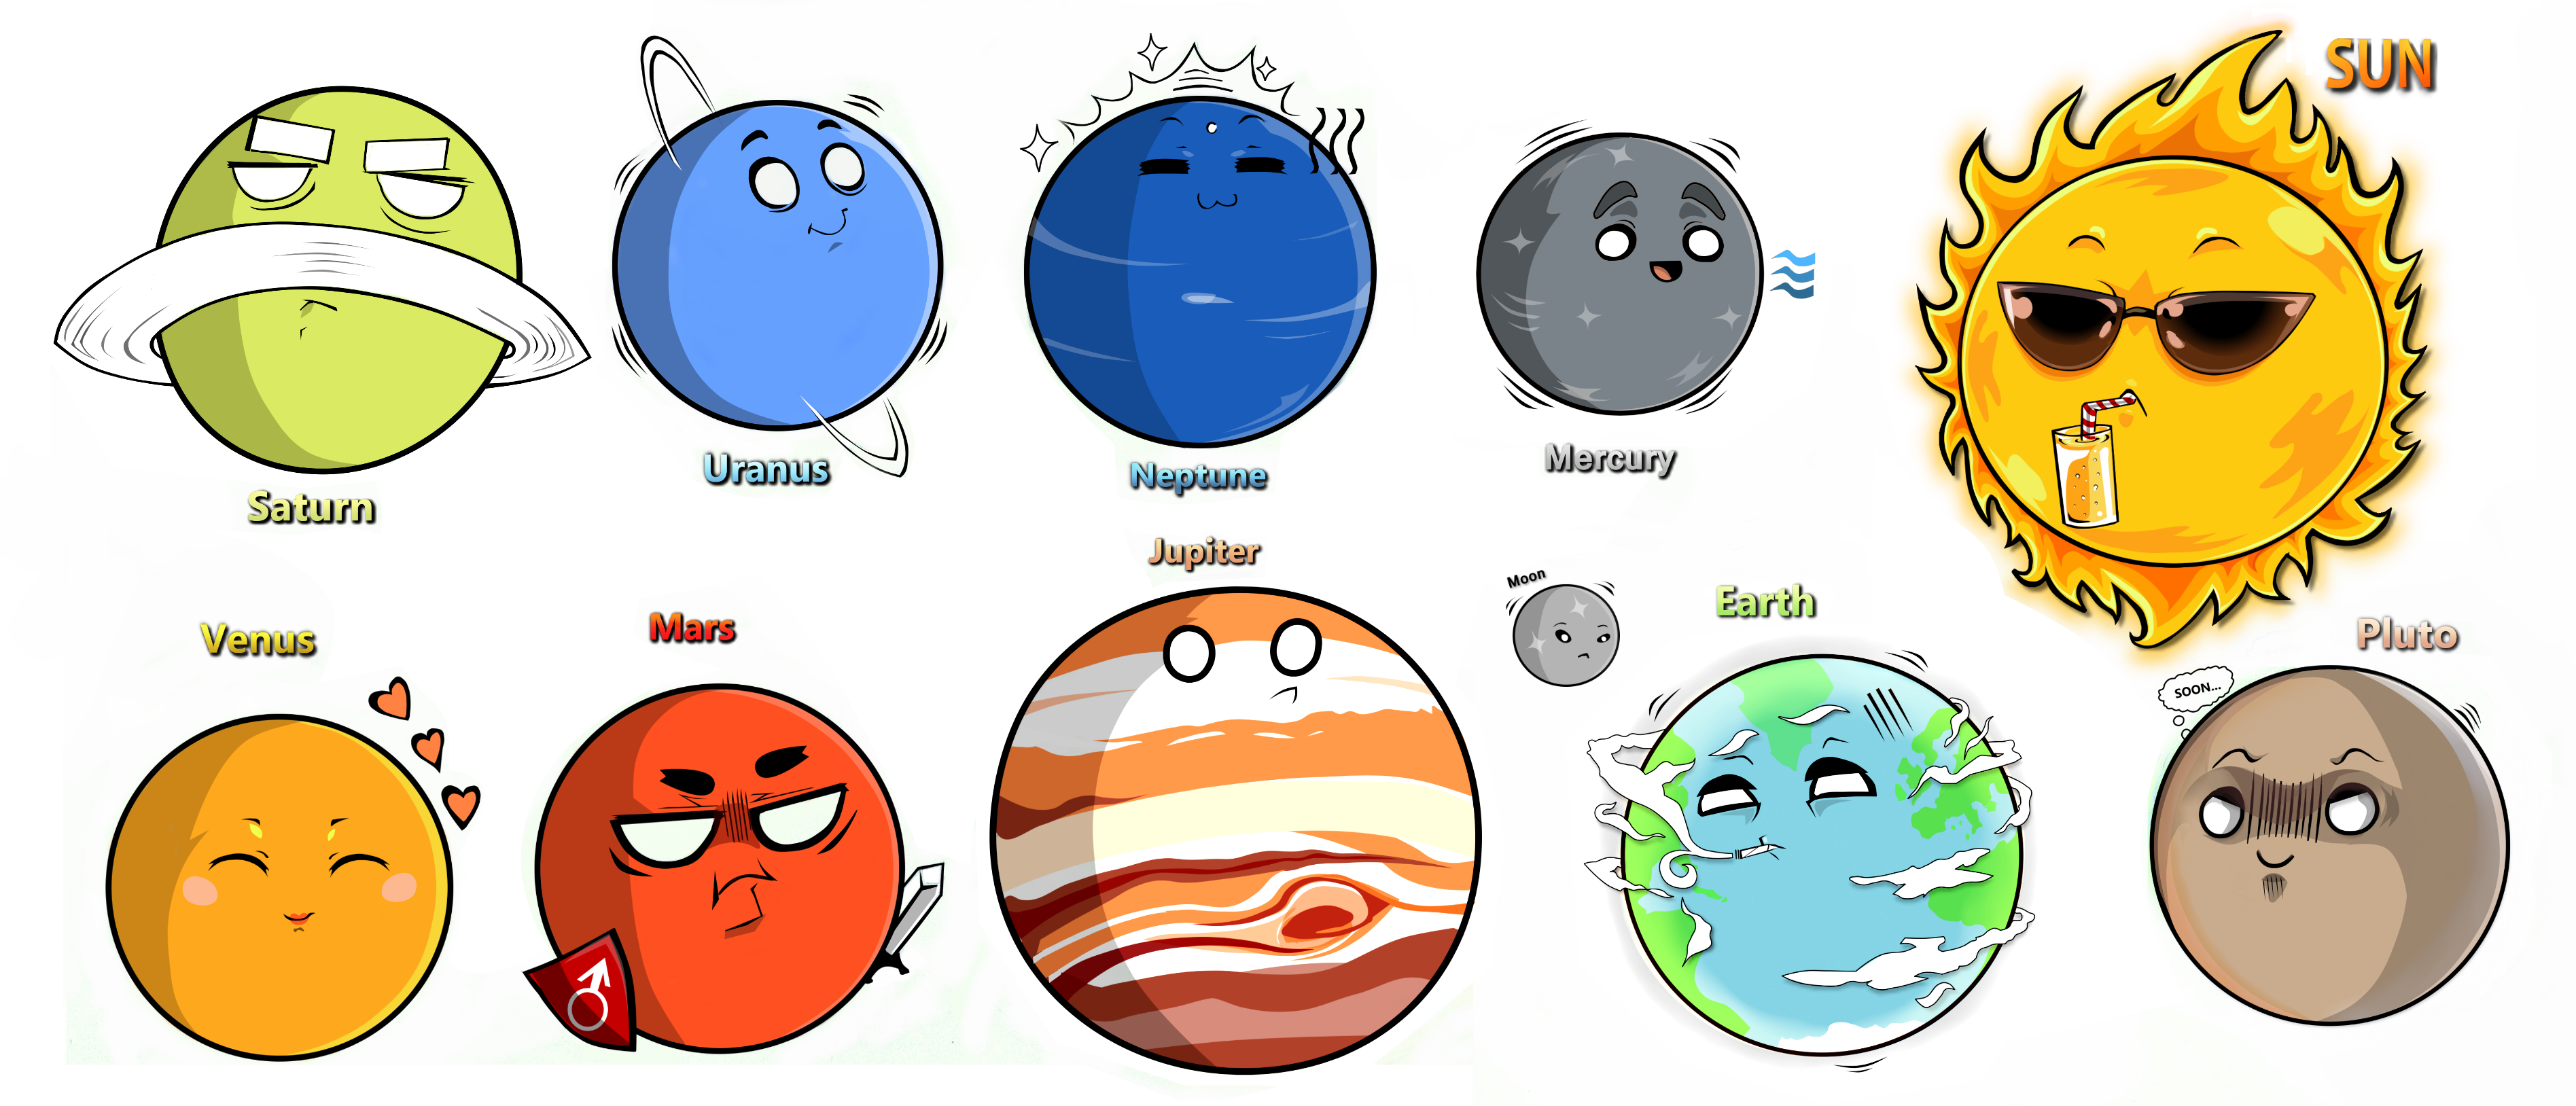 SUN
Saturn
Uranus
Neptune
Mercury
Jupiter
Moon
Earth
Venus
Mars
Pluto
SOON...